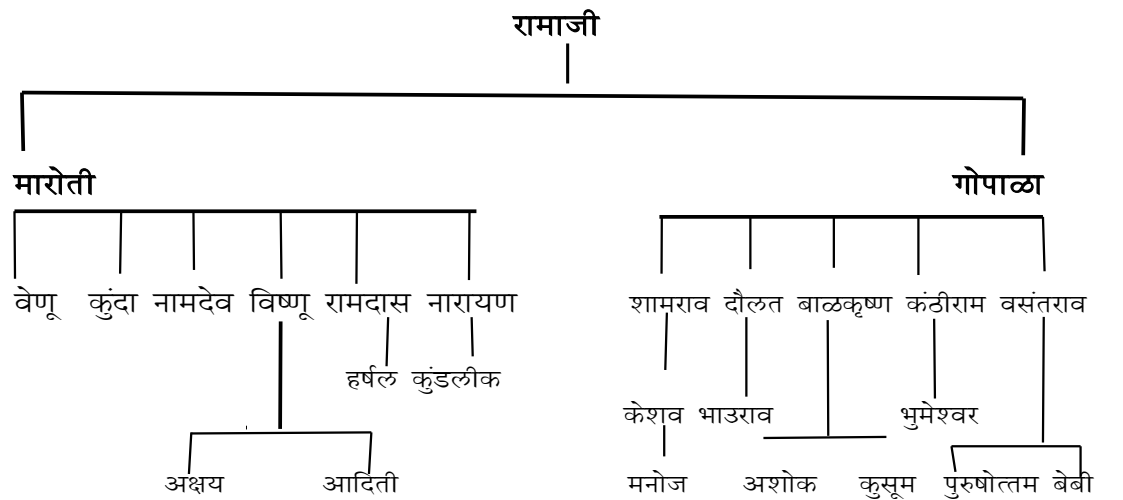 रामाजी
मारोती गोपाळा
वेणू कुंदा नामदेव विष्णू रामदास नारायण शामराव दौलत बाळकृष्ण कंठीराम वसंतराव
हर्षल कुंडलीक
केशव भाउराव भुमेश्वर
अक्षय आदिती मनोज अशोक कुसूम पुरुषोत्तम बेबी